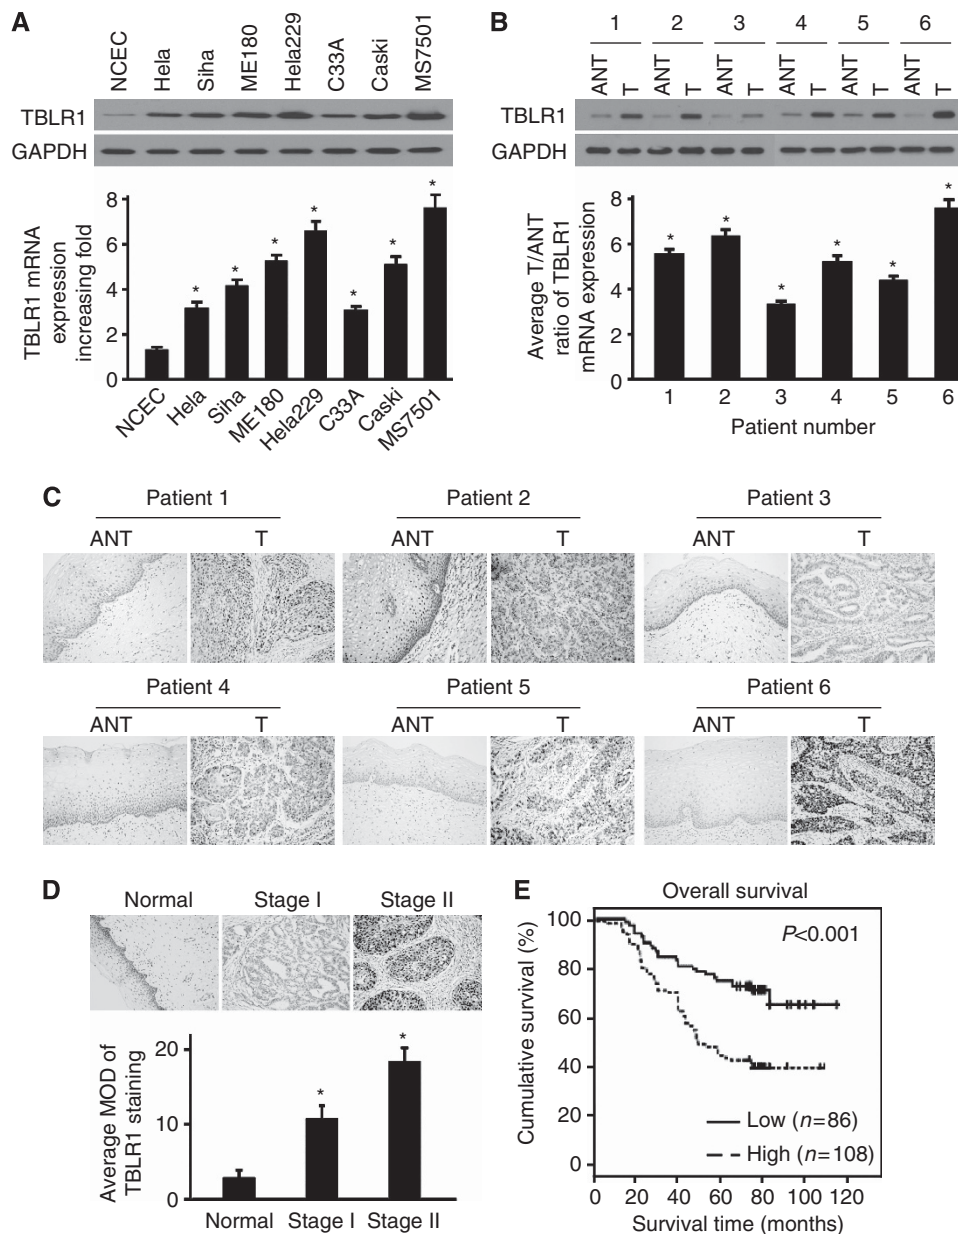 A
NCEC Hela Siha ME180 Hela229 C33A Caski MS7501
TBLR1
GAPDH
TBLR1 mRNA
expression
increasing fold
8
6
4
2
0
* * * * * * *
NCEC Hela Siha ME180 Hela229 C33A Caski MS7501
B
1 2 3 4 5 6
ANT T ANT T ANT T ANT T ANT T ANT T
TBLR1
GAPDH
Average T/ANT
ratio of TBLR1
mRNA expression
8
6
4
2
0
* * * * * *
1 2 3 4 5 6
Patient number
C
Patient 1 Patient 2 Patient 3
ANT T ANT T ANT T
Patient 4 Patient 5 Patient 6
ANT T ANT T ANT T
D
Normal Stage I Stage II
Average MOD of
TBLR1 staining
20
10
0
* *
Normal Stage I Stage II
E
Overall survival
P<0.001
Cumulative survival (%)
100
80
60
40
20
0
Low (n=86)
High (n=108)
0 20 40 60 80 100 120
Survival time (months)